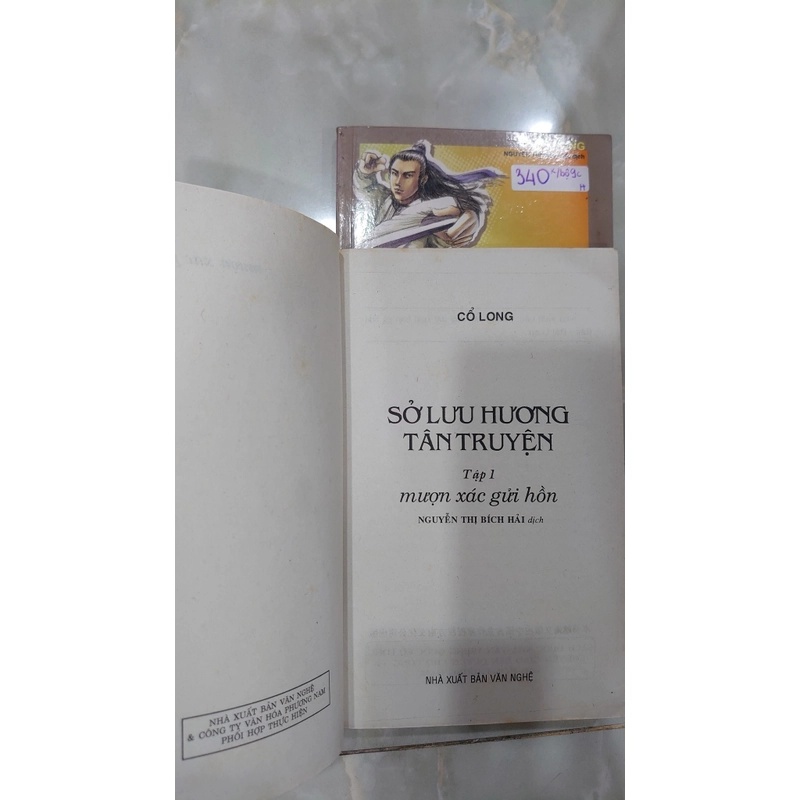 340
CỔ LONG
SỞ LƯU HƯƠNG
TÂN TRUYỆN
Tập 1
mượn xác gửi hồn
NGUYỄN THỊ BÍCH HẢI dịch
NHÀ XUẤT BẢN VĂN NGHỆ
NHÀ XUẤT BẢN VĂN NGHỆ
& CÔNG TY VĂN HÓA PHƯƠNG NAM
PHỐI HỢP THỰC HIỆN